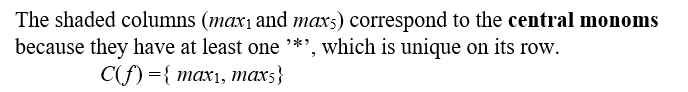 The shaded columns (max₁ and max₅) correspond to the central monoms
because they have at least one ’*’, which is unique on its row.
C(f) ={ max₁, max₅}